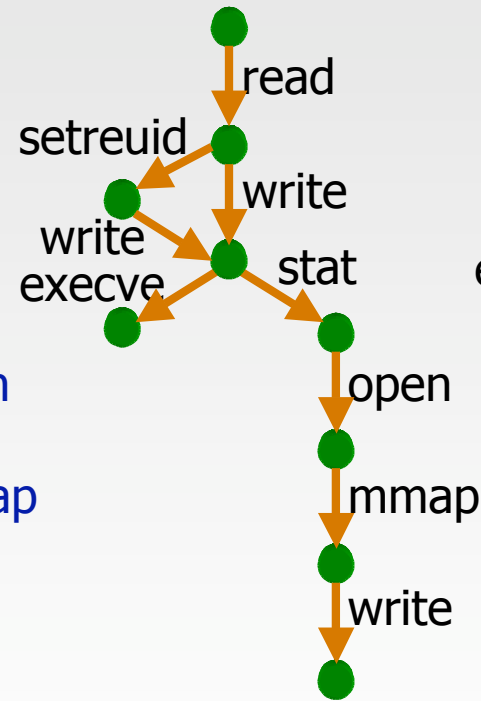 read
setreuid
write
write
execve
stat
open
mmap
write